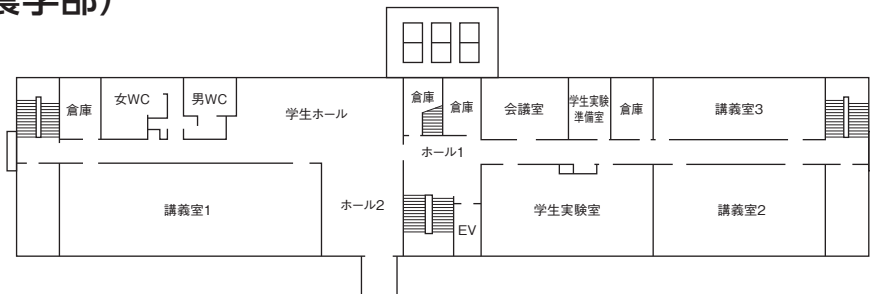 学部）
倉庫
女WC
男WC
学生ホール
倉庫
倉庫
会議室
学生実験
準備室
倉庫
講義室3
ホール1
講義室1
ホール2
EV
学生実験室
講義室2